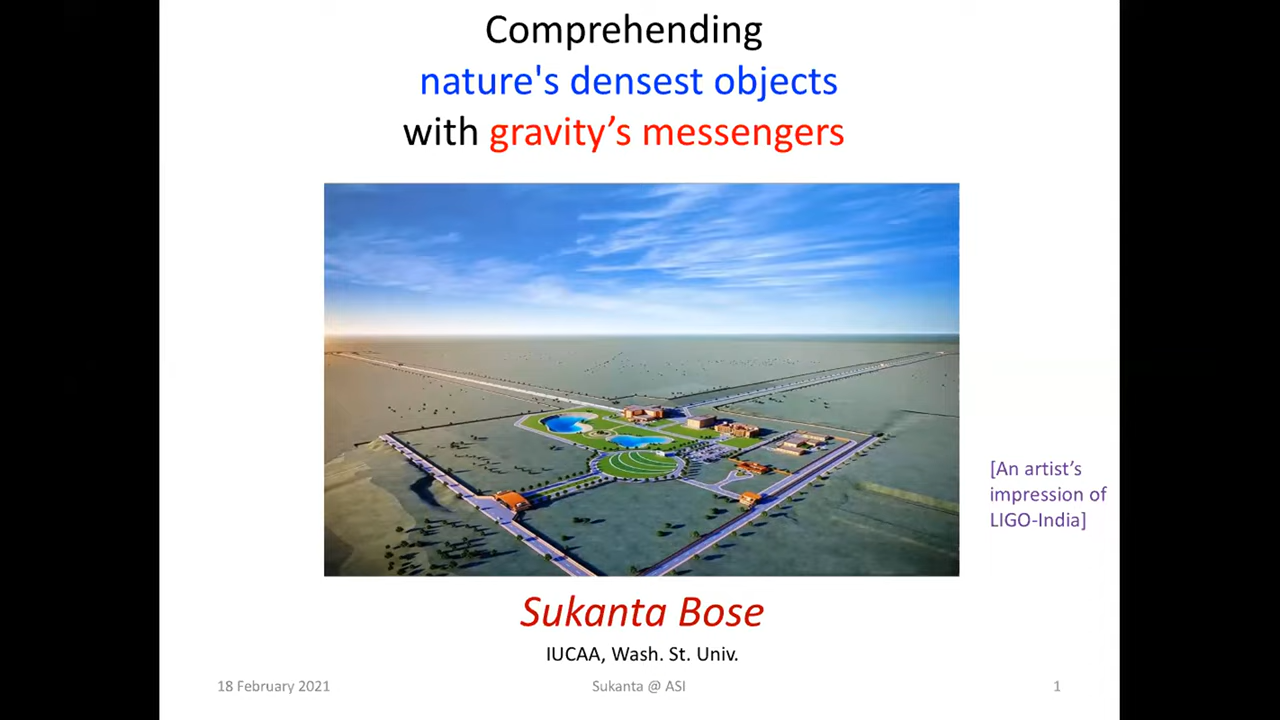 Comprehending
nature's densest objects
with gravity’s messengers
[An artist’s
impression of
LIGO-India]
Sukanta Bose
IUCAA, Wash. St. Univ.
18 February 2021
Sukanta @ ASI
1